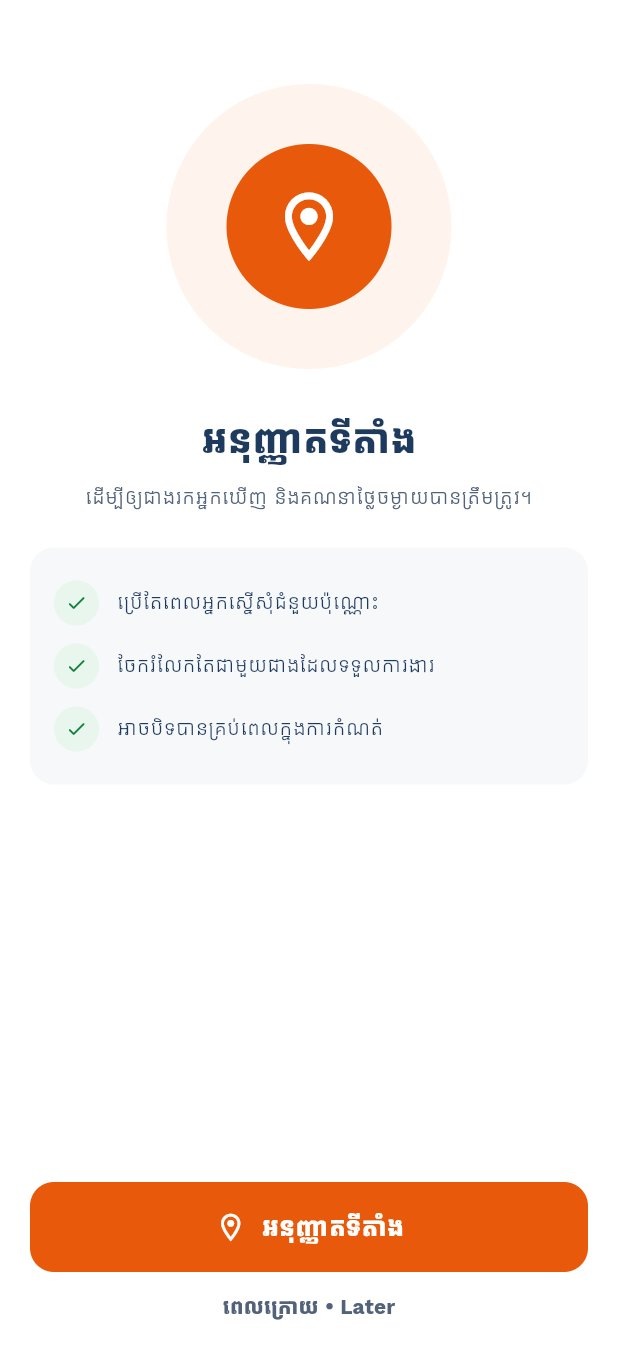 អនុញ្ញាតទីតាំង
ដើម្បីឲ្យជាងរកអ្នកឃើញ និងគណនាថ្លៃចម្ងាយបានត្រឹមត្រូវ។
ប្រើតែពេលអ្នកស្នើសុំជំនួយប៉ុណ្ណោះ
ចែករំលែកតែជាមួយជាងដែលទទួលការងារ
អាចបិទបានគ្រប់ពេលក្នុងការកំណត់
អនុញ្ញាតទីតាំង
ពេលក្រោយ • Later